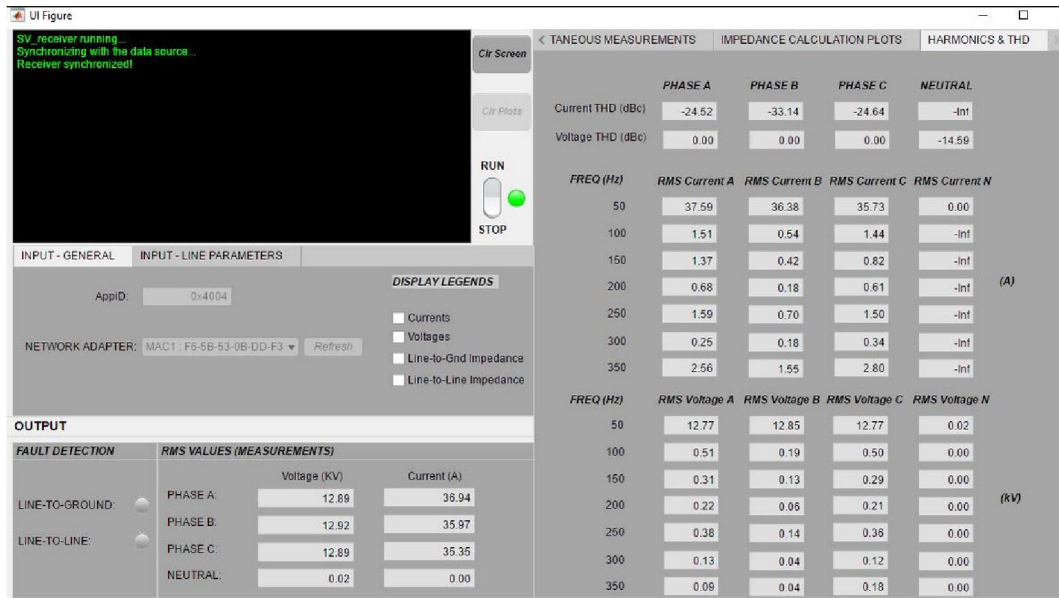 UI Figure
SV_receiver running...
Synchronizing with the data source...
Receiver synchronized!
Clr Screen
Clr Plots
RUN
STOP
INPUT - GENERAL INPUT - LINE PARAMETERS
AppID: 0x4004
NETWORK ADAPTER: MAC1 : F6-5B-53-0B-DD-F3 Refresh
DISPLAY LEGENDS
Currents
Voltages
Line-to-Gnd Impedance
Line-to-Line Impedance
OUTPUT
FAULT DETECTION
LINE-TO-GROUND:
LINE-TO-LINE:
RMS VALUES (MEASUREMENTS)
Voltage (KV) Current (A)
PHASE A: 12.89 36.94
PHASE B: 12.92 35.97
PHASE C: 12.89 35.35
NEUTRAL: 0.02 0.00
< TANEOUS MEASUREMENTS IMPEDANCE CALCULATION PLOTS HARMONICS & THD >
PHASE A PHASE B PHASE C NEUTRAL
Current THD (dBc) -24.52 -33.14 -24.64 -Inf
Voltage THD (dBc) 0.00 0.00 0.00 -14.59
FREQ (Hz) RMS Current A RMS Current B RMS Current C RMS Current N
50 37.59 36.38 35.73 0.00
100 1.51 0.54 1.44 -Inf
150 1.37 0.42 0.82 -Inf
200 0.68 0.18 0.61 -Inf (A)
250 1.59 0.70 1.50 -Inf
300 0.25 0.18 0.34 -Inf
350 2.56 1.55 2.80 -Inf
FREQ (Hz) RMS Voltage A RMS Voltage B RMS Voltage C RMS Voltage N
50 12.77 12.85 12.77 0.02
100 0.51 0.19 0.50 0.00
150 0.31 0.13 0.29 0.00
200 0.22 0.06 0.21 0.00 (kV)
250 0.38 0.14 0.36 0.00
300 0.13 0.04 0.12 0.00
350 0.09 0.04 0.18 0.00